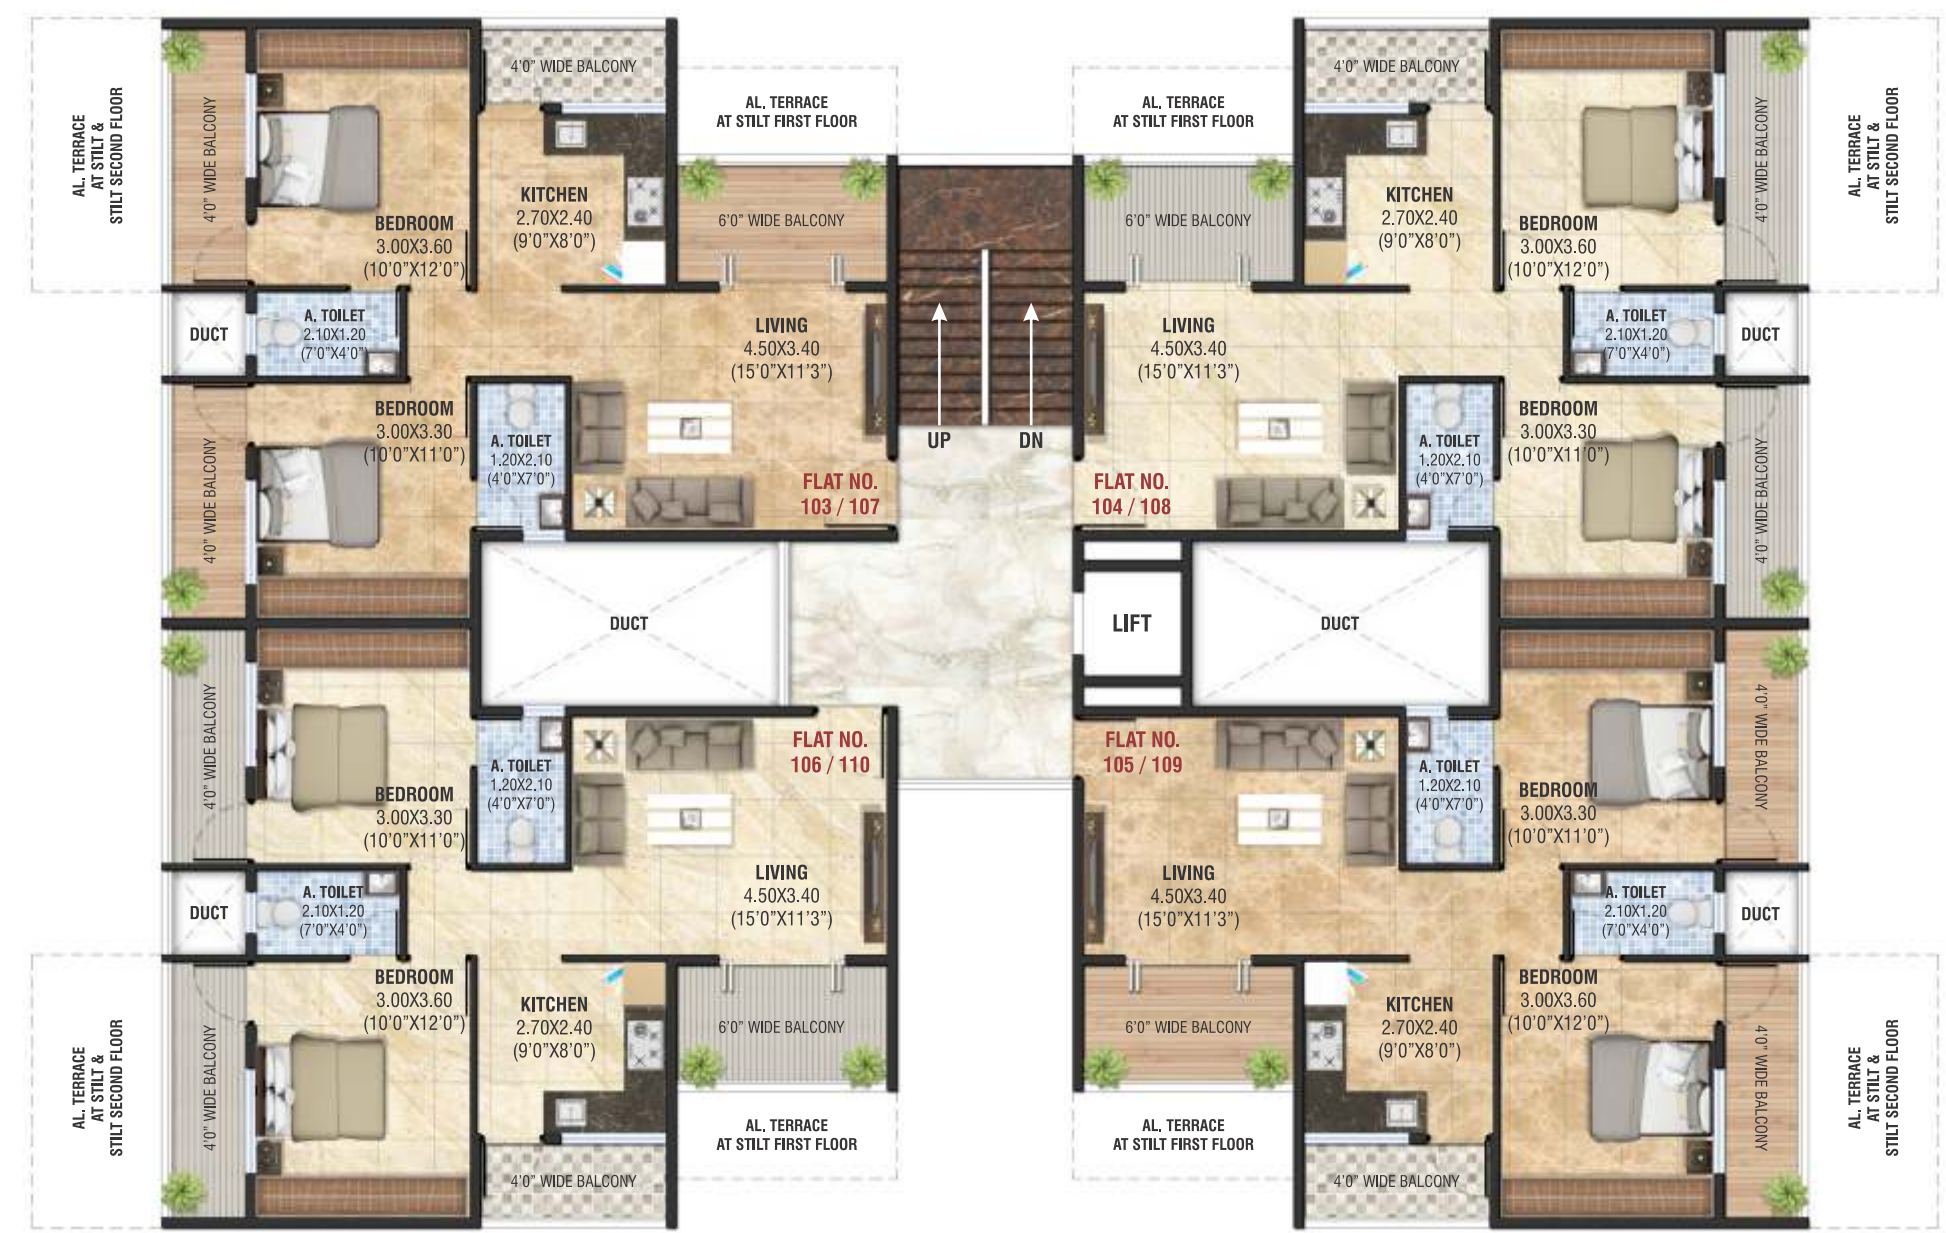 4'0" WIDE BALCONY
4'0" WIDE BALCONY
AL. TERRACE
AT STILT &
STILT SECOND FLOOR
4'0" WIDE BALCONY
AL. TERRACE
AT STILT FIRST FLOOR
AL. TERRACE
AT STILT FIRST FLOOR
4'0" WIDE BALCONY
AL. TERRACE
AT STILT &
STILT SECOND FLOOR
BEDROOM
3.00X3.60
(10'0"X12'0")
KITCHEN
2.70X2.40
(9'0"X8'0")
6'0" WIDE BALCONY
6'0" WIDE BALCONY
KITCHEN
2.70X2.40
(9'0"X8'0")
BEDROOM
3.00X3.60
(10'0"X12'0")
DUCT
A. TOILET
2.10X1.20
(7'0"X4'0")
LIVING
4.50X3.40
(15'0"X11'3")
LIVING
4.50X3.40
(15'0"X11'3")
A. TOILET
2.10X1.20
(7'0"X4'0")
DUCT
4'0" WIDE BALCONY
BEDROOM
3.00X3.30
(10'0"X11'0")
A. TOILET
1.20X2.10
(4'0"X7'0")
FLAT NO.
103 / 107
UP
DN
FLAT NO.
104 / 108
A. TOILET
1.20X2.10
(4'0"X7'0")
BEDROOM
3.00X3.30
(10'0"X11'0")
4'0" WIDE BALCONY
DUCT
LIFT
DUCT
4'0" WIDE BALCONY
BEDROOM
3.00X3.30
(10'0"X11'0")
A. TOILET
1.20X2.10
(4'0"X7'0")
FLAT NO.
106 / 110
FLAT NO.
105 / 109
A. TOILET
1.20X2.10
(4'0"X7'0")
BEDROOM
3.00X3.30
(10'0"X11'0")
4'0" WIDE BALCONY
DUCT
A. TOILET
2.10X1.20
(7'0"X4'0")
LIVING
4.50X3.40
(15'0"X11'3")
LIVING
4.50X3.40
(15'0"X11'3")
A. TOILET
2.10X1.20
(7'0"X4'0")
DUCT
AL. TERRACE
AT STILT &
STILT SECOND FLOOR
4'0" WIDE BALCONY
BEDROOM
3.00X3.60
(10'0"X12'0")
KITCHEN
2.70X2.40
(9'0"X8'0")
6'0" WIDE BALCONY
6'0" WIDE BALCONY
KITCHEN
2.70X2.40
(9'0"X8'0")
BEDROOM
3.00X3.60
(10'0"X12'0")
4'0" WIDE BALCONY
AL. TERRACE
AT STILT &
STILT SECOND FLOOR
AL. TERRACE
AT STILT FIRST FLOOR
AL. TERRACE
AT STILT FIRST FLOOR
4'0" WIDE BALCONY
4'0" WIDE BALCONY